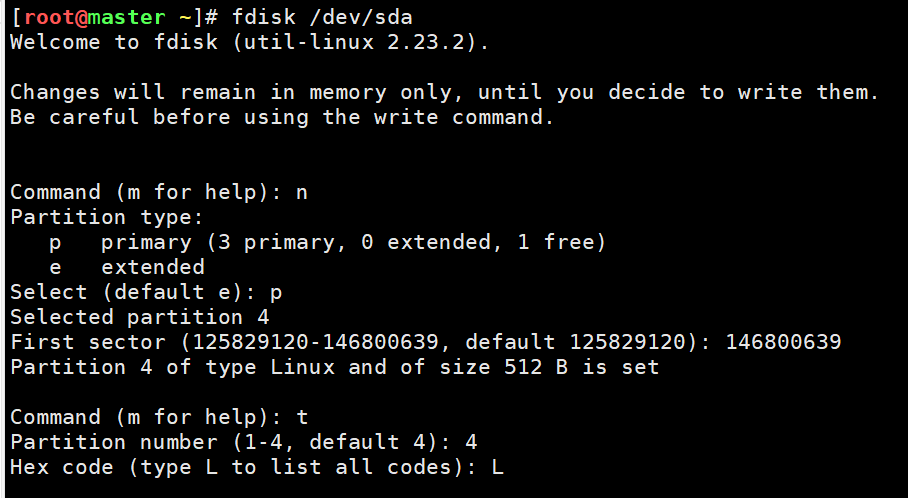 [root@master ~]# fdisk /dev/sda
Welcome to fdisk (util-linux 2.23.2).
Changes will remain in memory only, until you decide to write them.
Be careful before using the write command.
Command (m for help): n
Partition type:
   p   primary (3 primary, 0 extended, 1 free)
   e   extended
Select (default e): p
Selected partition 4
First sector (125829120-146800639, default 125829120): 146800639
Partition 4 of type Linux and of size 512 B is set
Command (m for help): t
Partition number (1-4, default 4): 4
Hex code (type L to list all codes): L